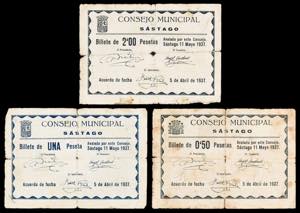 CONSEJO MUNICIPAL
SÁSTAGO
Billete de 2'00 Pesetas
Avalado por este Consejo
Sástago 11 Mayo 1937.
Acuerdo de fecha
5 de Abril de 1937.
CONSEJO MUNICIPAL
SÁSTAGO
Billete de UNA Peseta
Avalado por este Consejo
Sástago 11 Mayo 1937.
Acuerdo de fecha
5 de Abril de 1937.
CONSEJO MUNICIPAL
SÁSTAGO
Billete de 0'50 Pesetas
Avalado por este Consejo
Sástago 11 Mayo 1937.
Acuerdo de fecha
5 de Abril de 1937.